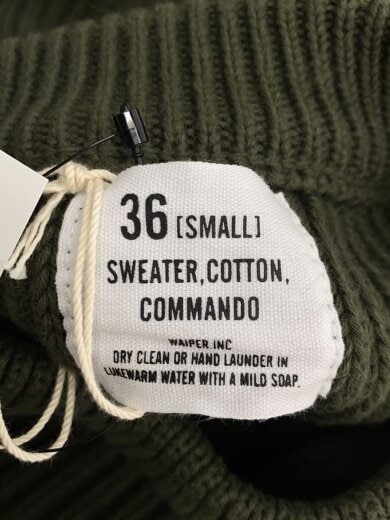 36 [SMALL]
SWEATER, COTTON,
COMMANDO
WAIPER.INC
DRY CLEAN OR HAND LAUNDER IN
LUKEWARM WATER WITH A MILD SOAP.